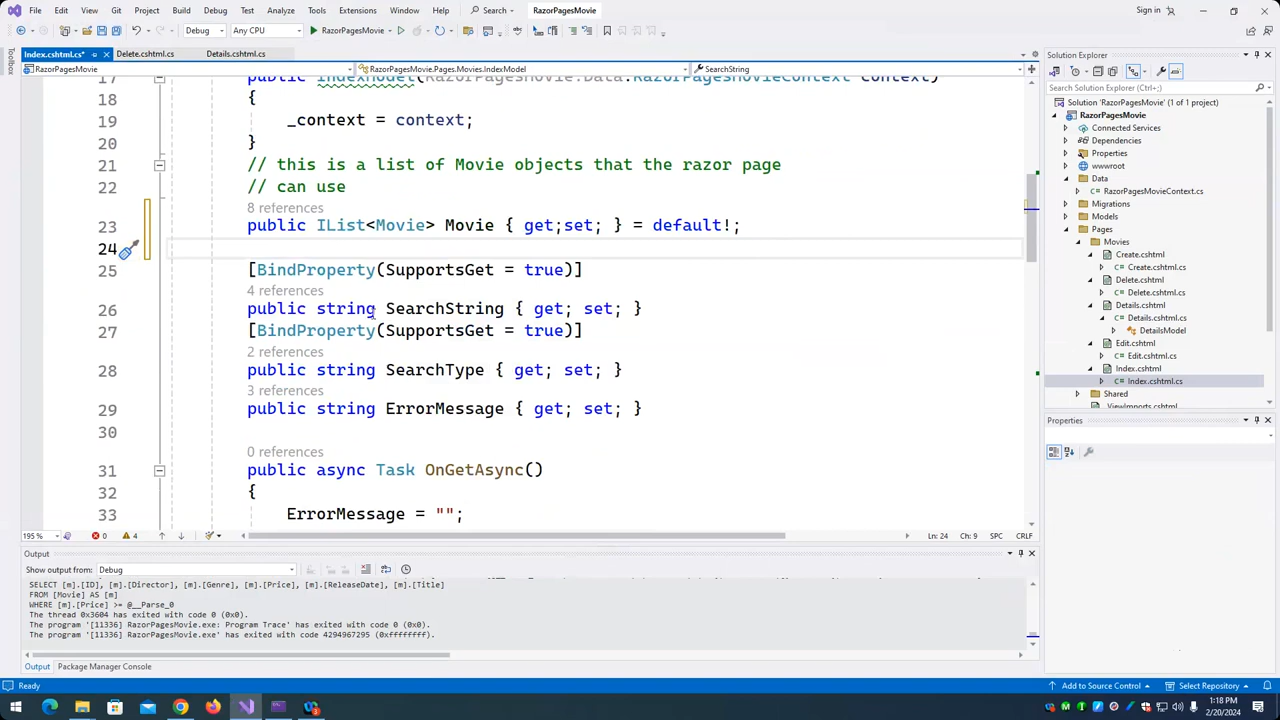 File Edit View Git Project Build Debug Test Analyze Tools Extensions Window Help Search RazorPagesMovie Sign in
Debug Any CPU RazorPagesMovie
Index.cshtml.cs* Delete.cshtml.cs Details.cshtml.cs
RazorPagesMovie RazorPagesMovie.Pages.Movies.IndexModel SearchString
17 public IndexModel(RazorPagesMovie.Data.RazorPagesMovieContext context)
18 {
19 _context = context;
20 }
21 // this is a list of Movie objects that the razor page
22 // can use
8 references
23 public IList<Movie> Movie { get;set; } = default!;
24
25 [BindProperty(SupportsGet = true)]
4 references
26 public string SearchString { get; set; }
27 [BindProperty(SupportsGet = true)]
2 references
28 public string SearchType { get; set; }
3 references
29 public string ErrorMessage { get; set; }
30
0 references
31 public async Task OnGetAsync()
32 {
33 ErrorMessage = "";
195 % 0 4 Ln: 24 Ch: 9 SPC CRLF
Output
Show output from: Debug
SELECT [m].[ID], [m].[Director], [m].[Genre], [m].[Price], [m].[ReleaseDate], [m].[Title]
FROM [Movie] AS [m]
WHERE [m].[Price] >= @__Parse_0
The thread 0x3604 has exited with code 0 (0x0).
The program '[11336] RazorPagesMovie.exe: Program Trace' has exited with code 0 (0x0).
The program '[11336] RazorPagesMovie.exe' has exited with code 4294967295 (0xffffffff).
Output Package Manager Console
Toolbox
Solution Explorer
Search Solution Explorer (Ctrl+;)
Solution 'RazorPagesMovie' (1 of 1 project)
RazorPagesMovie
Connected Services
Dependencies
Properties
wwwroot
Data
RazorPagesMovieContext.cs
Migrations
Models
Pages
Movies
Create.cshtml
Create.cshtml.cs
Delete.cshtml
Delete.cshtml.cs
Details.cshtml
Details.cshtml.cs
DetailsModel
Edit.cshtml
Edit.cshtml.cs
Index.cshtml
Index.cshtml.cs
Shared
_ViewImports.cshtml
Properties
Ready Add to Source Control Select Repository
1:18 PM
2/20/2024